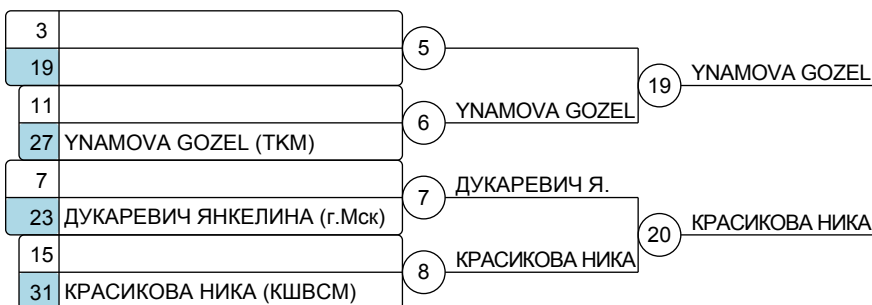 3
19
5
YNAMOVA GOZEL
19
11
27 YNAMOVA GOZEL (TKM)
6
YNAMOVA GOZEL
7
23 ДУКАРЕВИЧ ЯНКЕЛИНА (г.Мск)
7
ДУКАРЕВИЧ Я.
20
КРАСИКОВА НИКА
15
31 КРАСИКОВА НИКА (КШВСМ)
8
КРАСИКОВА НИКА